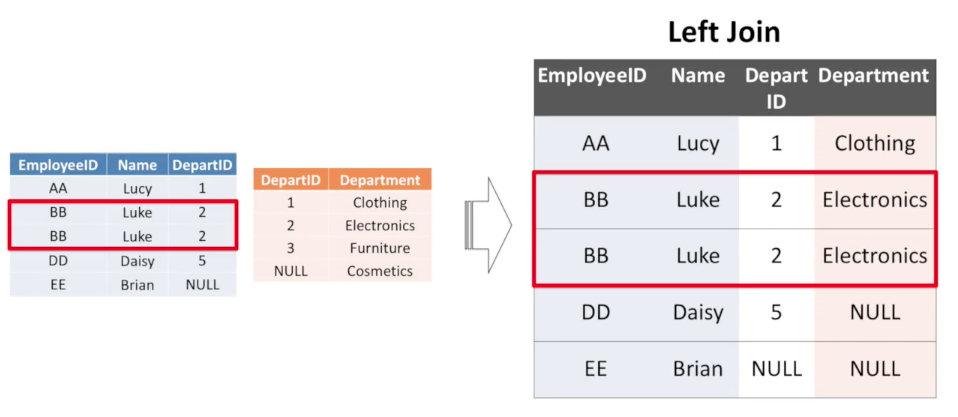 Left Join
EmployeeID Name DepartID
AA Lucy 1
BB Luke 2
BB Luke 2
DD Daisy 5
EE Brian NULL
DepartID Department
1 Clothing
2 Electronics
3 Furniture
NULL Cosmetics
EmployeeID Name Depart Department
ID
AA Lucy 1 Clothing
BB Luke 2 Electronics
BB Luke 2 Electronics
DD Daisy 5 NULL
EE Brian NULL NULL